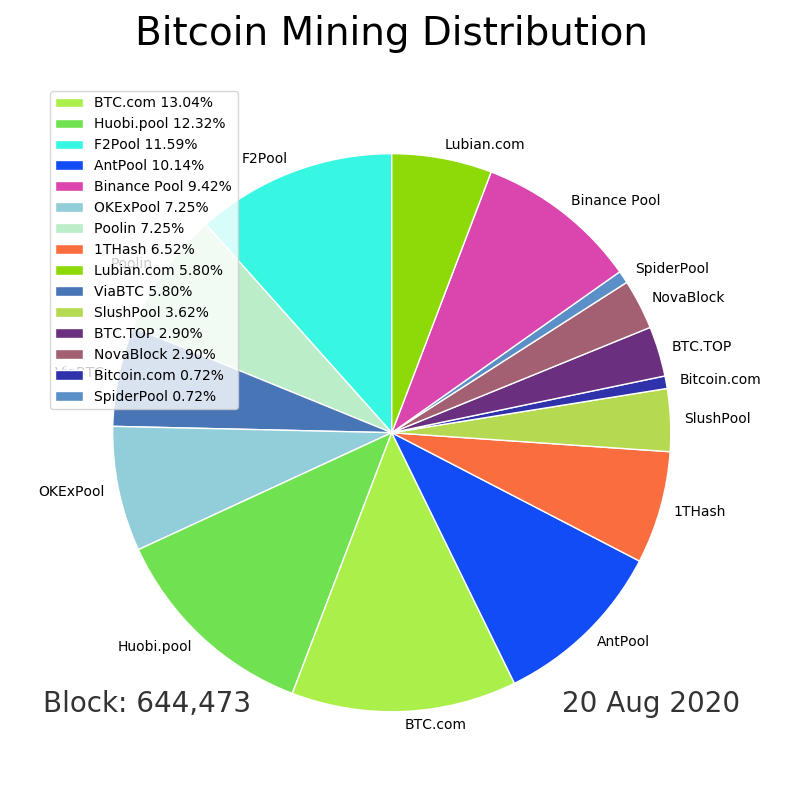 Bitcoin Mining Distribution
BTC.com 13.04%
Huobi.pool 12.32%
F2Pool 11.59%
AntPool 10.14%
Binance Pool 9.42%
OKExPool 7.25%
Poolin 7.25%
1THash 6.52%
Lubian.com 5.80%
ViaBTC 5.80%
SlushPool 3.62%
BTC.TOP 2.90%
NovaBlock 2.90%
Bitcoin.com 0.72%
SpiderPool 0.72%
F2Pool
Lubian.com
Binance Pool
SpiderPool
NovaBlock
BTC.TOP
Bitcoin.com
SlushPool
1THash
AntPool
BTC.com
Huobi.pool
OKExPool
Poolin
Block: 644,473
20 Aug 2020